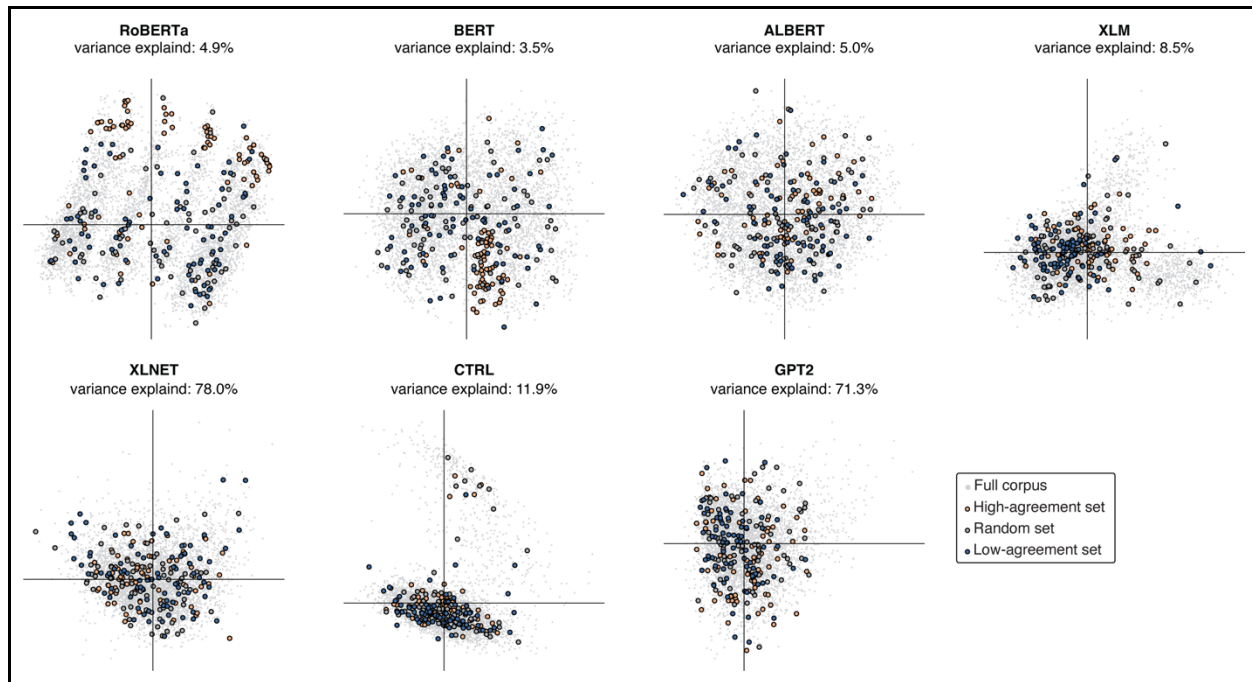 RoBERTa
variance explaind: 4.9%
BERT
variance explaind: 3.5%
ALBERT
variance explaind: 5.0%
XLM
variance explaind: 8.5%
XLNET
variance explaind: 78.0%
CTRL
variance explaind: 11.9%
GPT2
variance explaind: 71.3%
Full corpus
High-agreement set
Random set
Low-agreement set